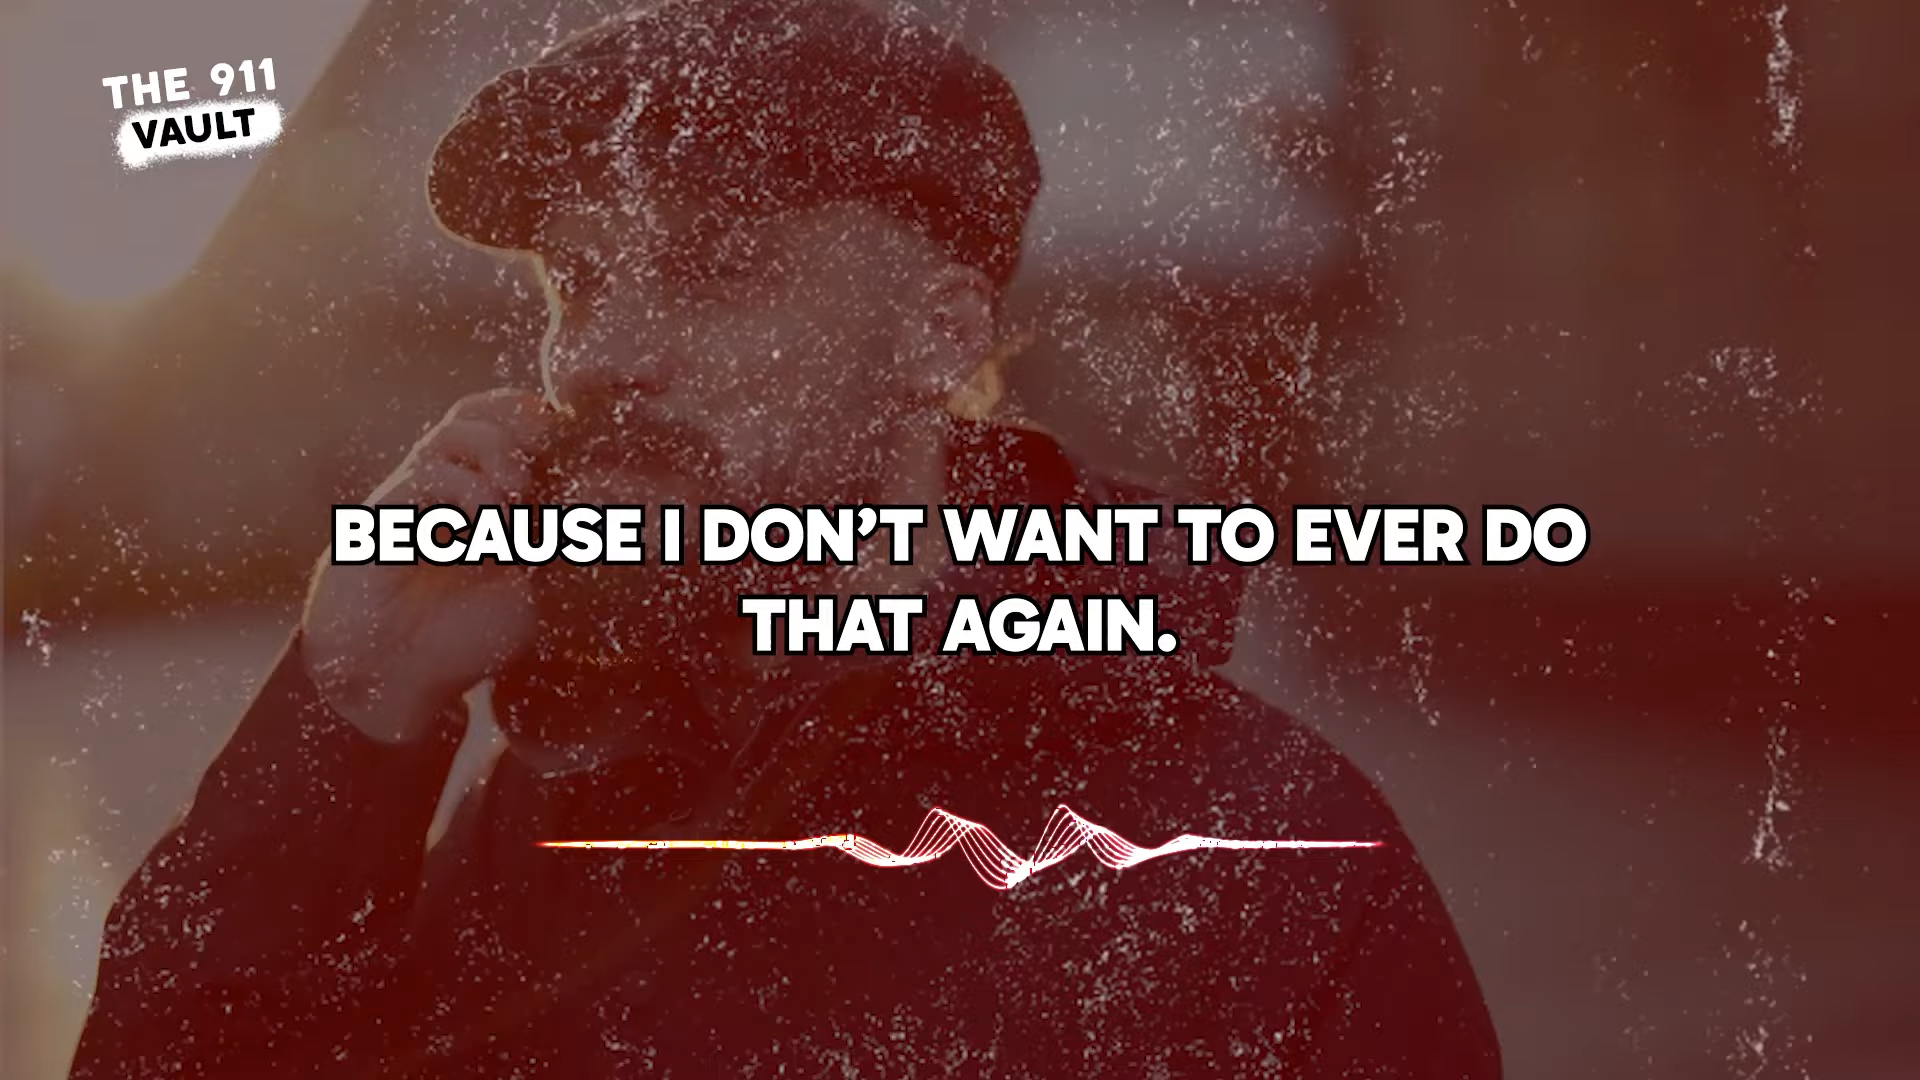 THE 911
VAULT
BECAUSE I DON’T WANT TO EVER DO
THAT AGAIN.